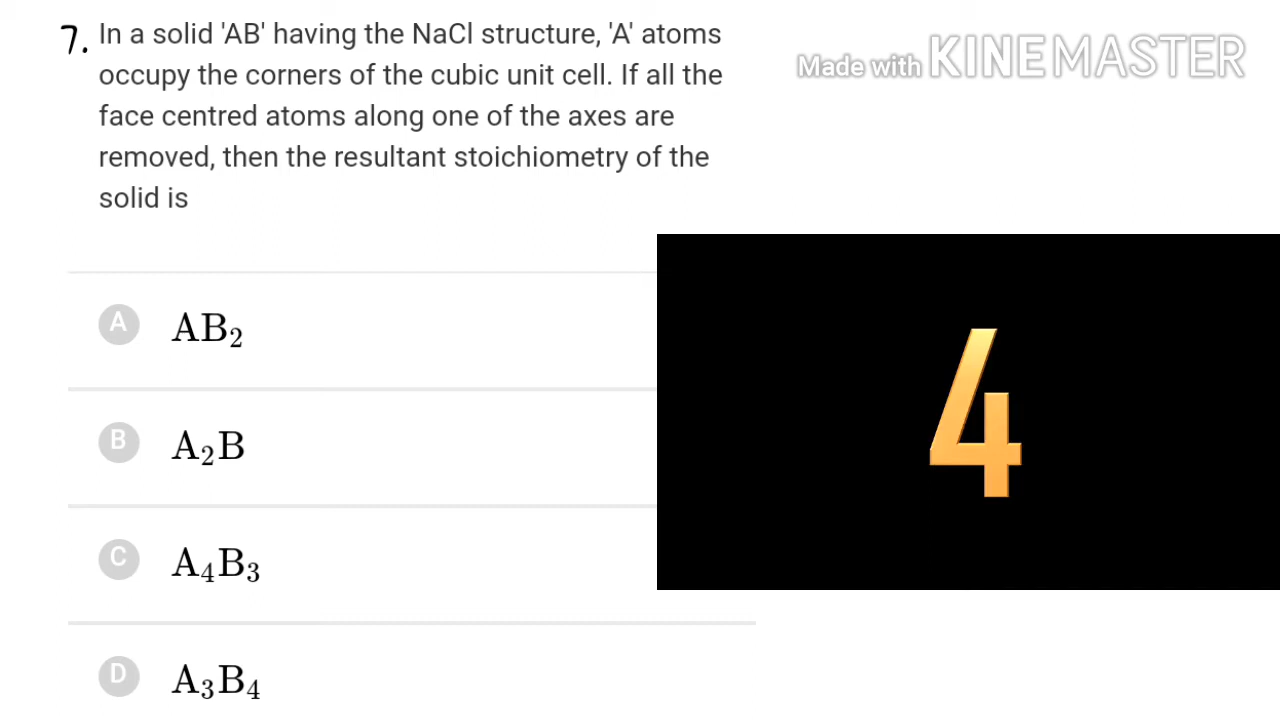 7. In a solid 'AB' having the NaCl structure, 'A' atoms
occupy the corners of the cubic unit cell. If all the
face centred atoms along one of the axes are
removed, then the resultant stoichiometry of the
solid is
Made with KINEMASTER
A AB₂
B A₂B
C A₄B₃
D A₃B₄
4